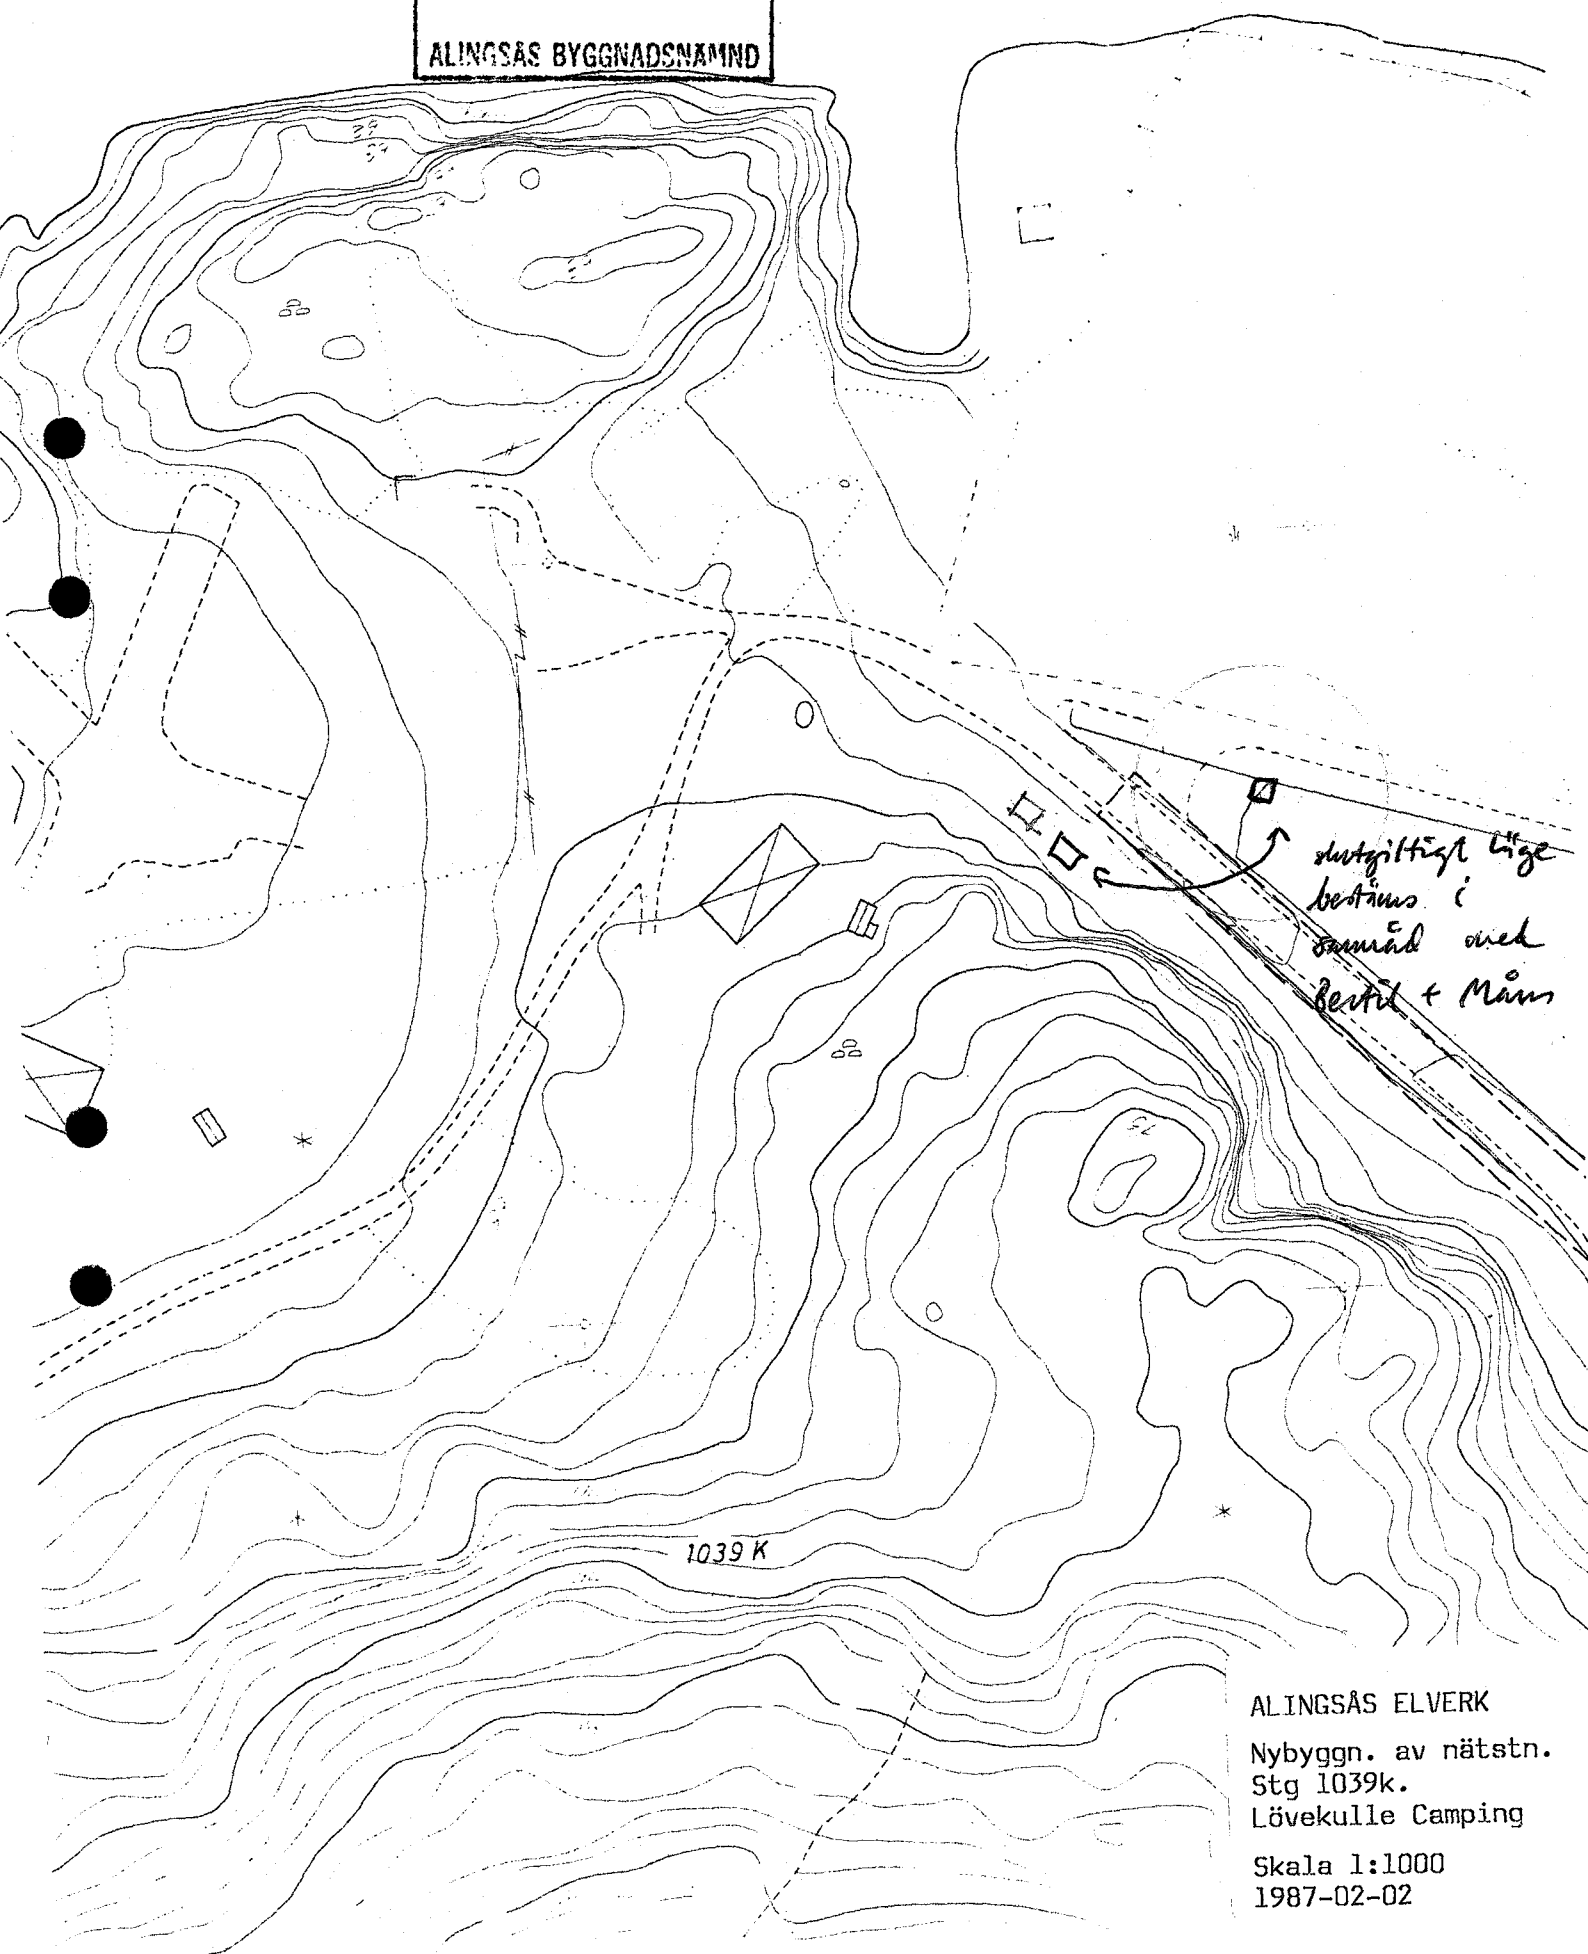 ALINGSÅS BYGGNADSNÄMND
slutgiltigt läge
bestäms i
samråd med
Bertil + Måns
75
1039 K
ALINGSÅS ELVERK
Nybyggn. av nätstn.
Stg 1039k.
Lövekulle Camping
Skala 1:1000
1987-02-02